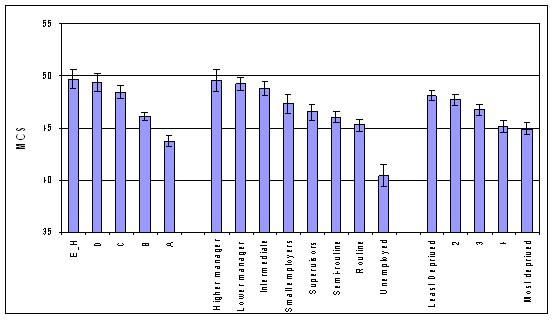 55
50
45
40
35
MCS
E_H
D
C
B
A
Higher manager
Lower manager
Intermediate
Small employers
Supervisors
Semi-routine
Routine
Unemployed
Least Deprived
2
3
4
Most deprived